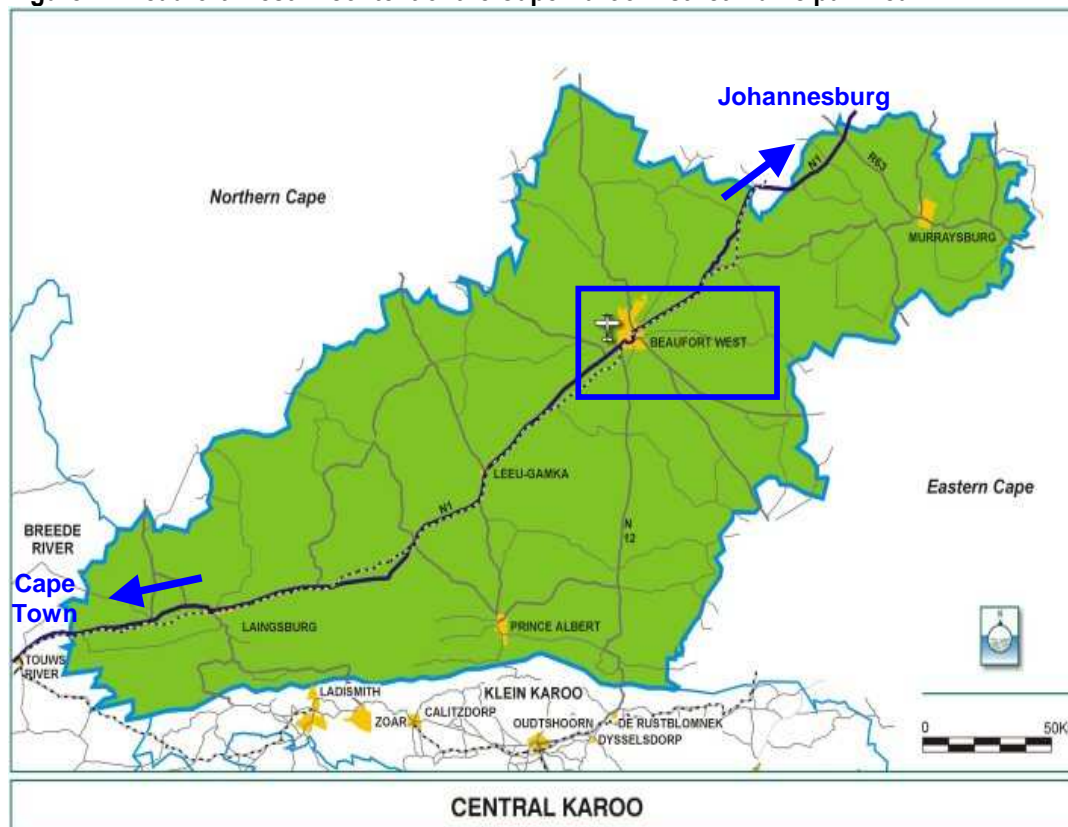 Johannesburg
N1
R63
Northern Cape
MURRAYSBURG
BEAUFORT WEST
LEEU-GAMKA
Eastern Cape
N1
N
12
BREEDE
RIVER
Cape
Town
LAINGSBURG
PRINCE ALBERT
N
TOUWS
RIVER
LADISMITH
KLEIN KAROO
ZOAR
CALITZDORP
OUDTSHOORN
DE RUSTBLOMNEK
DYSSELSDORP
0
50K
CENTRAL KAROO